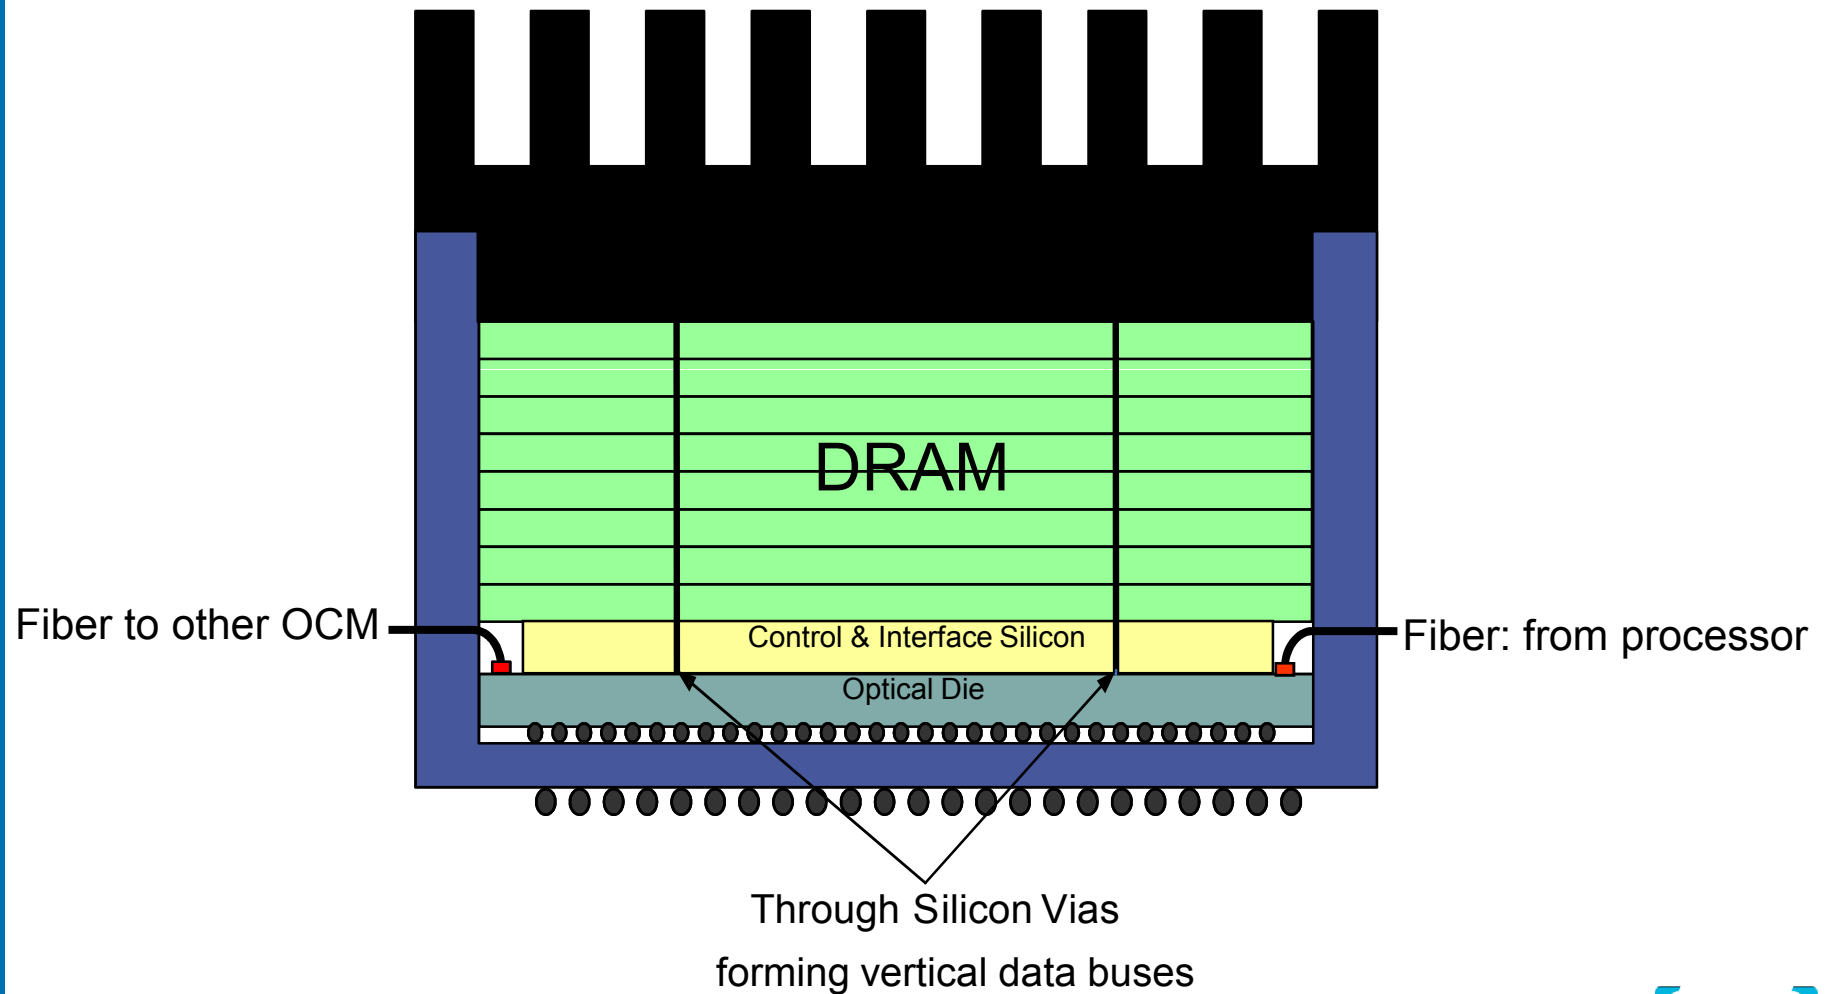 DRAM
Fiber to other OCM
Control & Interface Silicon
Fiber: from processor
Optical Die
Through Silicon Vias
forming vertical data buses